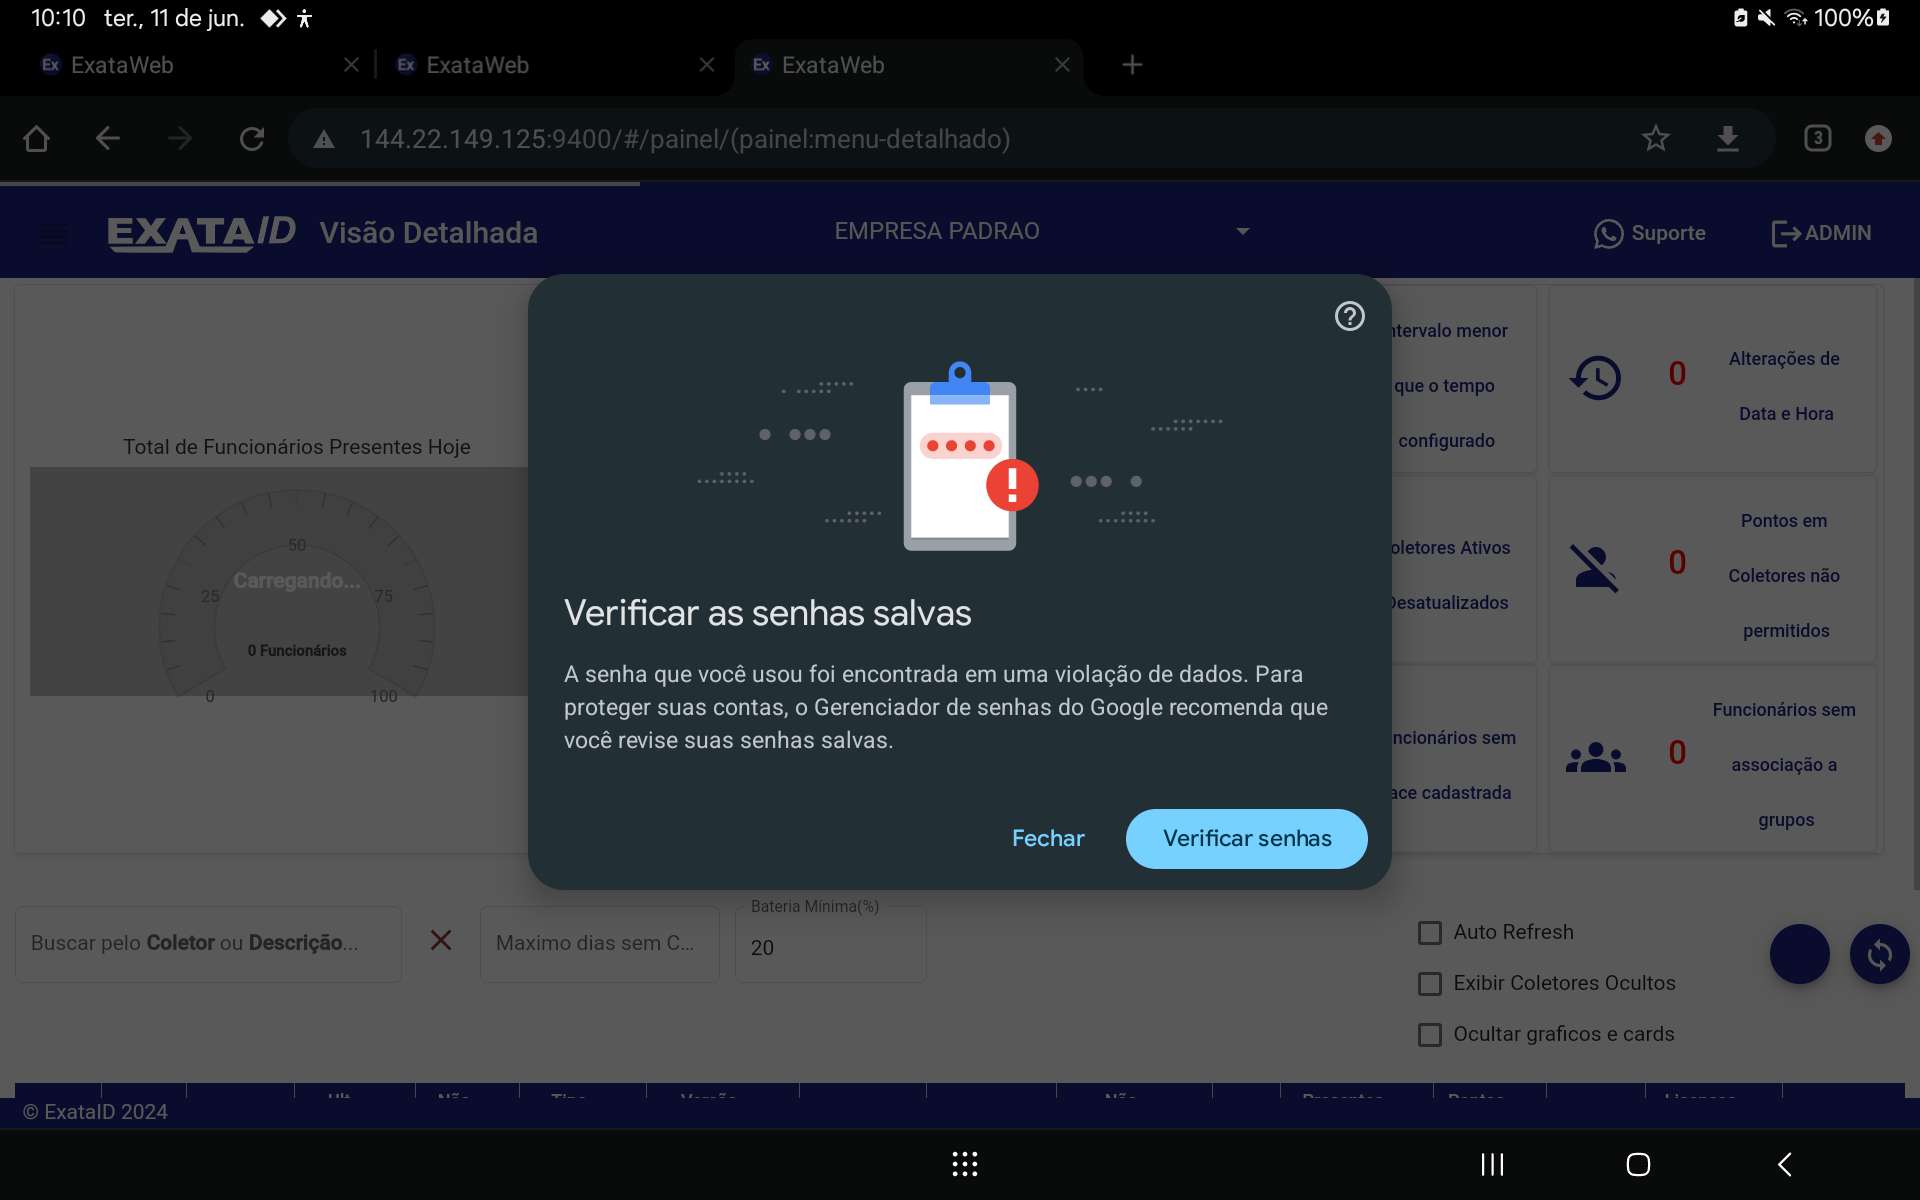 10:10 ter., 11 de jun. 100%
Ex ExataWeb Ex ExataWeb Ex ExataWeb
144.22.149.125:9400/#/painel/(painel:menu-detalhado) 3
EXATAID Visão Detalhada EMPRESA PADRAO Suporte ADMIN
ntervalo menor
que o tempo
configurado
0 Alterações de
Data e Hora
Total de Funcionários Presentes Hoje
50
Carregando...
25 75
0 Funcionários
0 100
oletores Ativos
Desatualizados
0 Pontos em
Coletores não
permitidos
Verificar as senhas salvas
A senha que você usou foi encontrada em uma violação de dados. Para
proteger suas contas, o Gerenciador de senhas do Google recomenda que
você revise suas senhas salvas.
ncionários sem
ace cadastrada
0 Funcionários sem
associação a
grupos
Fechar Verificar senhas
Buscar pelo Coletor ou Descrição...
Maximo dias sem C...
Bateria Mínima(%)
20
Auto Refresh
Exibir Coletores Ocultos
Ocultar graficos e cards
© ExataID 2024